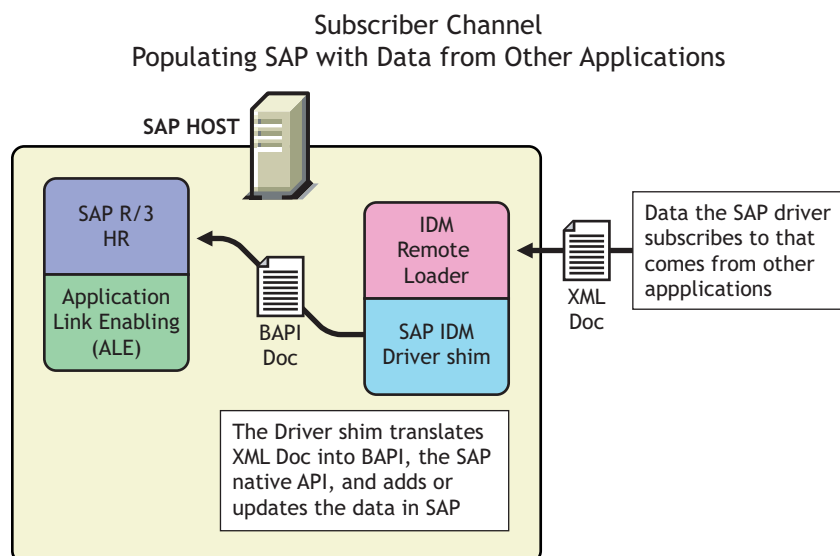 Subscriber Channel
Populating SAP with Data from Other Applications
SAP HOST
SAP R/3
HR
Application
Link Enabling
(ALE)
BAPI
Doc
IDM
Remote
Loader
SAP IDM
Driver shim
XML
Doc
Data the SAP driver
subscribes to that
comes from other
appplications
The Driver shim translates
XML Doc into BAPI, the SAP
native API, and adds or
updates the data in SAP